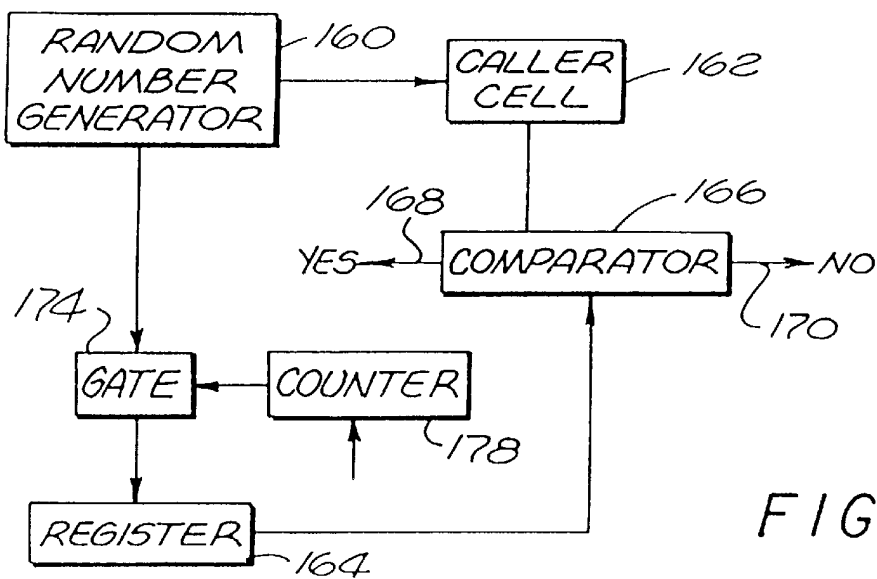 RANDOM
NUMBER
GENERATOR
160
CALLER
CELL
162
168
166
YES
COMPARATOR
NO
170
174
GATE
COUNTER
178
REGISTER
164
FIG